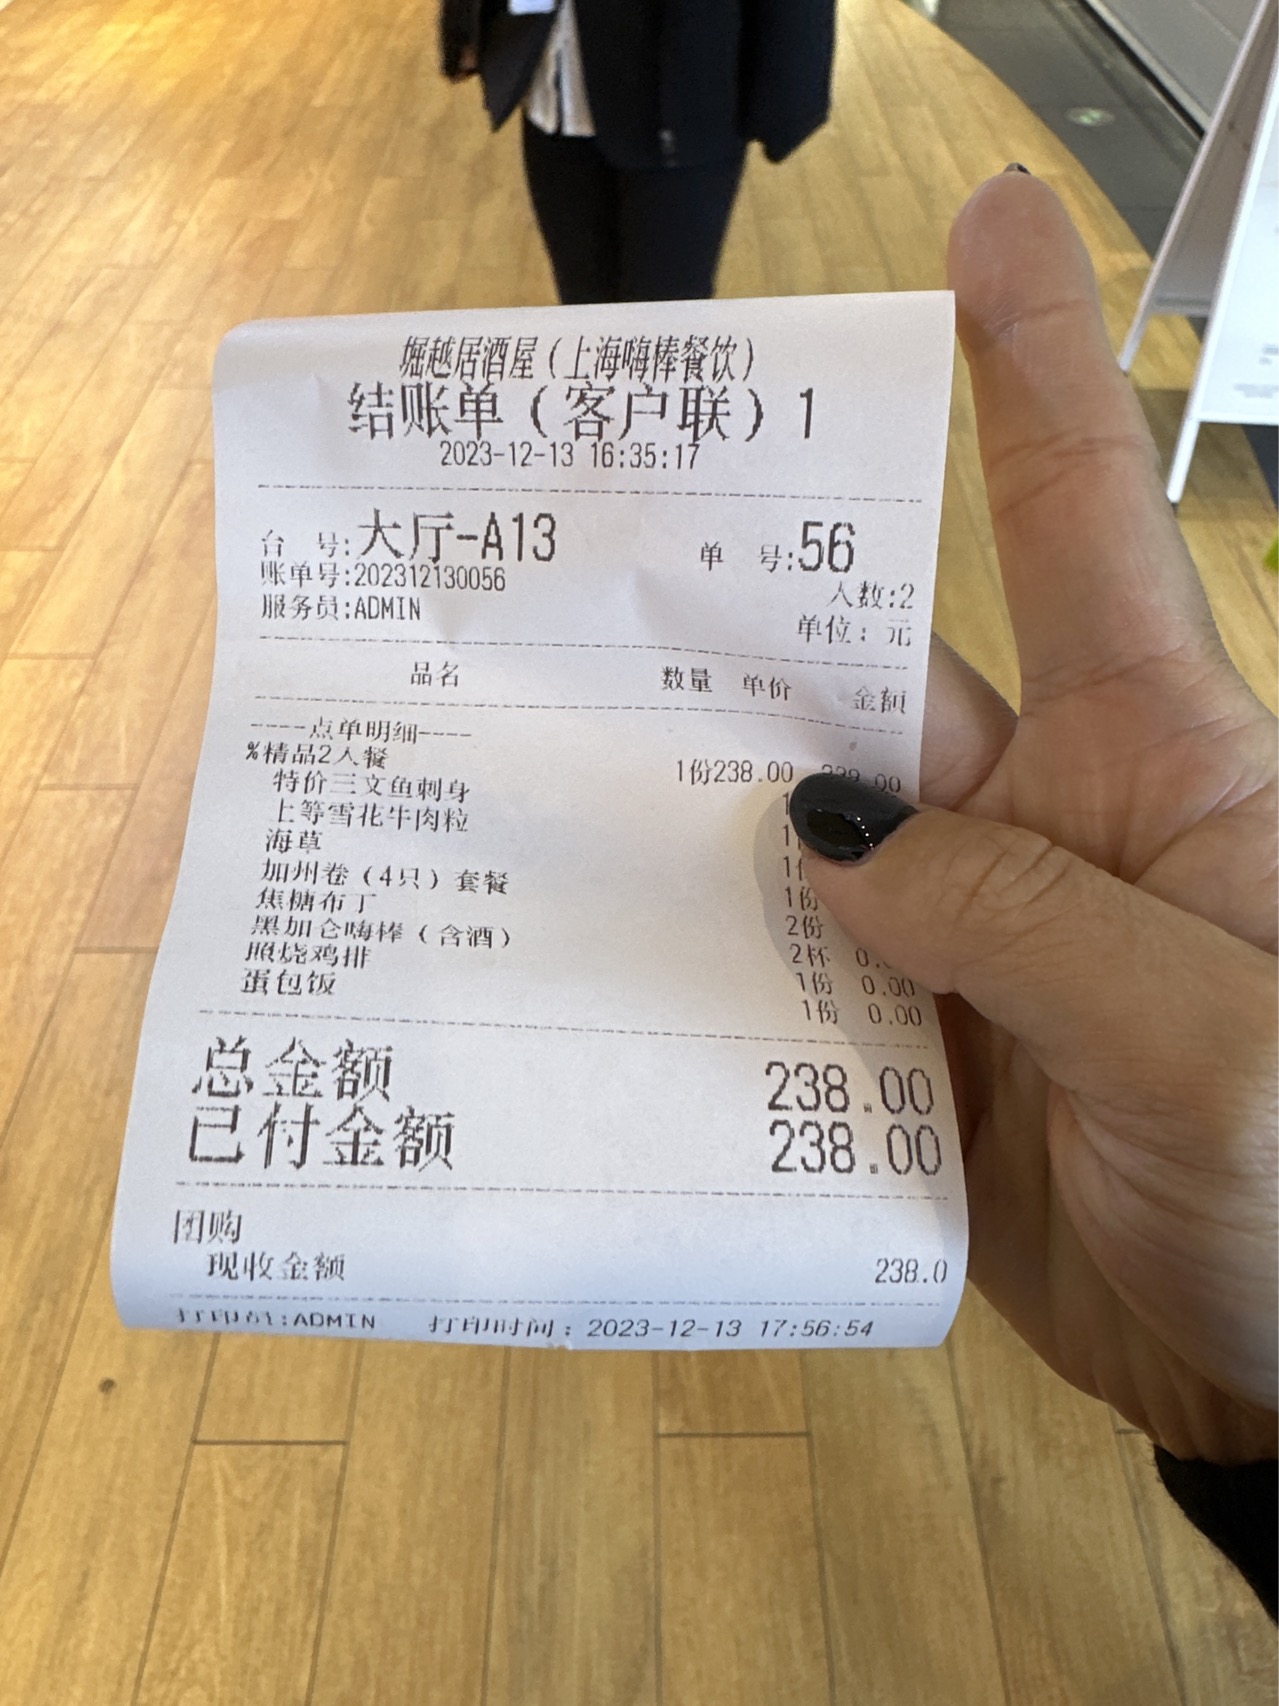 堀越居酒屋（上海嗨棒餐饮）
结账单（客户联）1
2023-12-13 16:35:17
台 号:大厅-A13 单 号:56
账单号:202312130056 人数:2
服务员:ADMIN 单位：元
品名 数量 单价 金额
----点单明细----
%精品2人餐 1份238.00 238.00
特价三文鱼刺身
上等雪花牛肉粒
海草
加州卷（4只）套餐 1份
焦糖布丁 2份
黑加仑嗨棒（含酒） 2杯
照烧鸡排 1份 0.00
蛋包饭 1份 0.00
总金额 238.00
已付金额 238.00
团购
现收金额 238.0
打印员:ADMIN 打印时间：2023-12-13 17:56:54